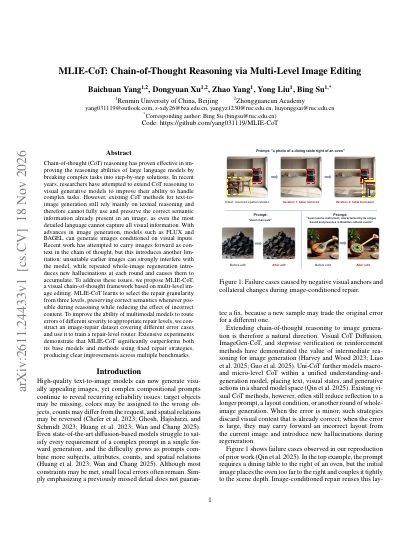 MLIE-CoT: Chain-of-Thought Reasoning via Multi-Level Image Editing
Baichuan Yang1,2, Dongyuan Xu1,2, Zhao Yang1, Yong Liu1, Bing Su1,*
1Renmin University of China, Beijing 2Zhongguancun Academy
*Corresponding author: Bing Su (bingsu@ruc.edu.cn)
Code: https://github.com/yang031119/MLIE-CoT
arXiv:2611.24433v1 [cs.CV] 18 Nov 2026
Abstract
Chain-of-thought (CoT) reasoning has proven effective in im-
proving the reasoning abilities of large language models by
breaking complex tasks into step-by-step solutions. In recent
years, researchers have attempted to extend CoT reasoning to
visual generative models to improve their ability to handle
complex tasks. However, existing CoT methods for text-to-
image generation still rely mainly on textual reasoning and
therefore cannot fully use and preserve the correct semantic
information already present in an image, as even the most
detailed language cannot capture all visual information. With
advances in image generation, models such as FLUX and
BAGEL can generate images conditioned on visual inputs.
Recent work has attempted to carry images forward as con-
text in the chain of thought, but this introduces another limi-
tation: unsuitable earlier images can strongly interfere with the
model, while repeated whole-image regeneration intro-
duces new hallucinations at each round and causes them to
accumulate. To address these issues, we propose MLIE-CoT,
a visual chain-of-thought framework based on multi-level im-
age editing. MLIE-CoT learns to select the repair granularity
from three levels, preserving correct semantics whenever pos-
sible during reasoning while reducing the effect of incorrect
content. To improve the ability of multimodal models to route
errors of different severity to appropriate repair levels, we con-
struct an image-repair dataset covering different error cases
and use it to train a repair-level router. Extensive experiments
demonstrate that MLIE-CoT significantly outperforms both
its base models and methods using fixed repair strategies,
producing clear improvements across multiple benchmarks.
Introduction
High-quality text-to-image models can now generate visu-
ally appealing images, yet complex compositional prompts
continue to reveal recurring reliability issues: target objects
may be missing, colors may be assigned to the wrong ob-
jects, counts may differ from the request, and spatial relations
may be reversed (Chefer et al. 2023; Ghosh, Hajishirzi, and
Schmidt 2023; Huang et al. 2023; Wan and Chang 2025).
Even state-of-the-art diffusion-based models struggle to sat-
isfy every requirement of a complex prompt in a single for-
ward generation, and the difficulty grows as prompts com-
bine more subjects, attributes, counts, and spatial relations
(Huang et al. 2023; Wan and Chang 2025). Although most
constraints may be met, small local errors often remain. Sim-
ply emphasizing a previously missed detail does not guaran-
Prompt: "a photo of a dining table right of an oven"
Prompt:
Prompt:
Before edit
After edit
Before edit
After edit
Figure 1: Failure cases caused by negative visual anchors and
collateral changes during image-conditioned repair.
tee a fix, because a new sample may trade the original error
for a different one.
Extending chain-of-thought reasoning to image generation
is therefore a natural direction. Visual CoT Diffusion,
ImageGen-CoT, and stepwise verification or reinforcement
methods have demonstrated the value of intermediate reason-
ing for image generation (Harvey and Wood 2023; Liao et al.
2025; Guo et al. 2025). Uni-CoT further models macro-
and micro-level CoT within a unified understanding-and-
generation model, placing text, visual states, and generative
actions in a shared model space (Qin et al. 2025). Existing vi-
sual CoT methods, however, often still reduce reflection to a
longer prompt, a layout condition, or another round of whole-
image generation. When the error is minor, such strategies
discard visual content that is already correct; when the error
is large, they may carry forward an incorrect layout from
the current image and introduce new hallucinations during
regeneration.
Figure 1 shows failure cases observed in our reproduction
of prior work (Qin et al. 2025). In the top example, the prompt
requires a dining table to the right of an oven, but the initial
image places the oven too far to the right and couples it tightly
to the scene depth. Image-conditioned repair reuses this lay-
1